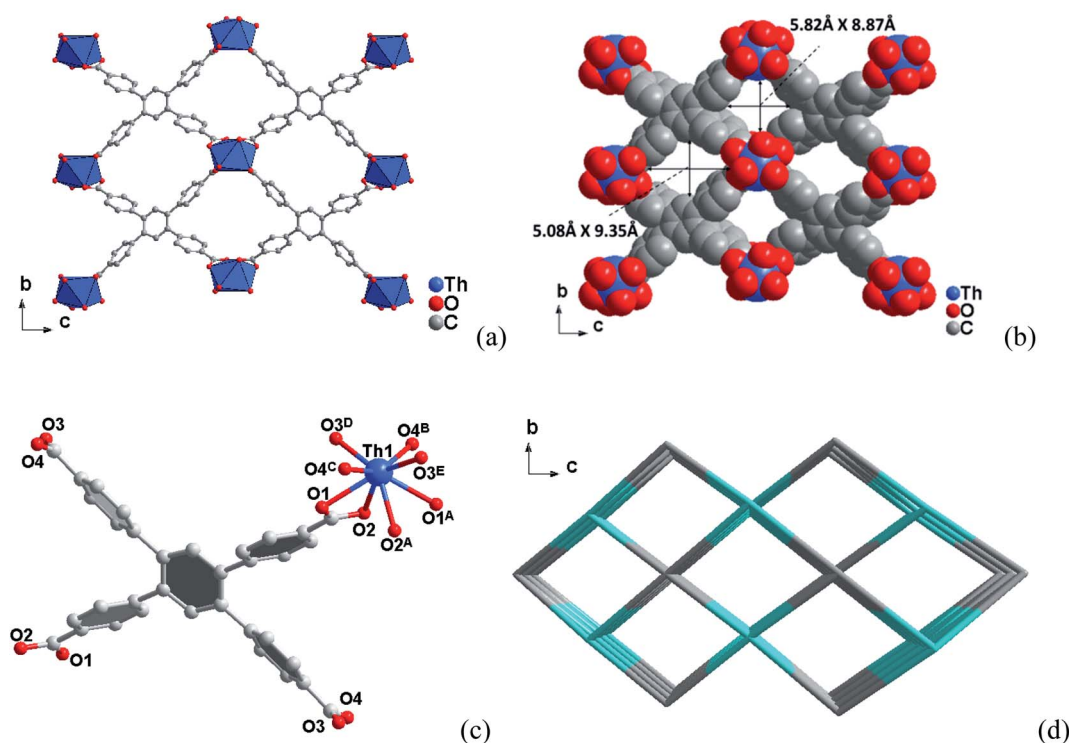 b
c
Th
O
C
(a)
5.82Å X 8.87Å
5.08Å X 9.35Å
b
c
Th
O
C
(b)
O3
O4
O2
O1
O3
O4
O3D
Th1
O4B
O4C
O3E
O1
O2
O2A
O1A
(c)
b
c
(d)